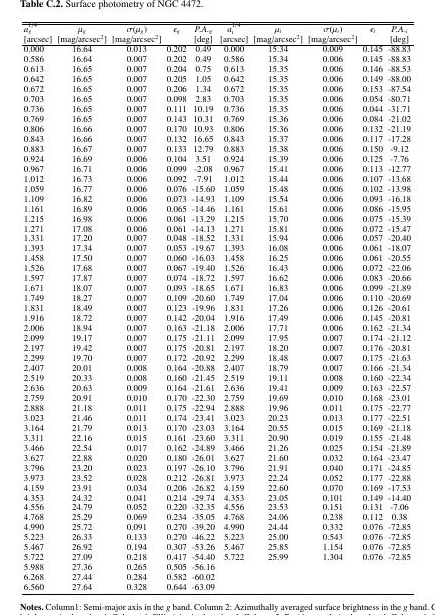 Table C.2. Surface photometry of NGC 4472.
a_g^1/4 μ_g σ(μ_g) ε_g P.A._g a_i^1/4 μ_i σ(μ_i) ε_i P.A._i
[arcsec] [mag/arcsec²] [mag/arcsec²] [deg] [arcsec] [mag/arcsec²] [mag/arcsec²] [deg]
0.000 16.64 0.013 0.202 0.49 0.000 15.34 0.009 0.145 -88.83
0.586 16.64 0.007 0.202 0.49 0.586 15.34 0.006 0.145 -88.83
0.613 16.65 0.007 0.204 0.75 0.613 15.35 0.006 0.146 -88.53
0.642 16.65 0.007 0.205 1.05 0.642 15.35 0.006 0.144 -88.00
0.672 16.65 0.007 0.206 1.34 0.672 15.35 0.006 0.153 -87.54
0.703 16.65 0.007 0.098 2.83 0.703 15.35 0.006 0.054 -80.71
0.736 16.65 0.007 0.111 10.19 0.736 15.35 0.006 0.044 -31.71
0.769 16.65 0.007 0.143 10.31 0.769 15.36 0.006 0.084 -21.02
0.806 16.66 0.007 0.170 10.93 0.806 15.36 0.006 0.132 -21.19
0.843 16.66 0.007 0.132 16.65 0.843 15.37 0.006 0.117 -17.28
0.883 16.67 0.007 0.133 12.79 0.883 15.38 0.006 0.150 -9.12
0.924 16.69 0.006 0.104 3.51 0.924 15.39 0.006 0.125 -7.76
0.967 16.71 0.006 0.099 -2.08 0.967 15.41 0.006 0.113 -12.77
1.012 16.73 0.006 0.092 -7.91 1.012 15.44 0.006 0.107 -13.68
1.059 16.77 0.006 0.076 -15.60 1.059 15.48 0.006 0.102 -13.98
1.109 16.82 0.006 0.073 -14.93 1.109 15.54 0.006 0.093 -16.18
1.161 16.89 0.006 0.065 -14.46 1.161 15.61 0.006 0.086 -15.95
1.215 16.98 0.006 0.061 -13.29 1.215 15.70 0.006 0.075 -15.39
1.271 17.08 0.006 0.061 -14.13 1.271 15.81 0.006 0.072 -15.47
1.331 17.20 0.006 0.048 -18.52 1.331 15.94 0.006 0.057 -20.40
1.393 17.34 0.007 0.053 -19.67 1.393 16.08 0.006 0.061 -18.07
1.458 17.50 0.007 0.060 -16.03 1.458 16.25 0.006 0.061 -20.55
1.526 17.68 0.007 0.067 -19.40 1.526 16.43 0.006 0.072 -22.06
1.597 17.87 0.007 0.074 -18.72 1.597 16.62 0.006 0.083 -20.66
1.671 18.07 0.007 0.093 -18.65 1.671 16.83 0.006 0.099 -21.89
1.749 18.27 0.007 0.109 -20.60 1.749 17.04 0.006 0.110 -20.69
1.831 18.49 0.007 0.123 -19.96 1.831 17.26 0.006 0.126 -20.61
1.916 18.72 0.007 0.142 -20.04 1.916 17.49 0.006 0.145 -20.81
2.006 18.94 0.007 0.163 -21.18 2.006 17.71 0.006 0.162 -21.34
2.099 19.17 0.007 0.175 -21.11 2.099 17.95 0.006 0.174 -21.12
2.197 19.42 0.007 0.175 -20.81 2.197 18.20 0.006 0.176 -20.81
2.299 19.70 0.007 0.172 -20.92 2.299 18.48 0.007 0.175 -21.63
2.407 20.01 0.008 0.164 -20.88 2.407 18.79 0.007 0.166 -21.34
2.519 20.33 0.008 0.160 -21.45 2.519 19.11 0.008 0.160 -22.34
2.636 20.63 0.009 0.164 -21.61 2.636 19.41 0.009 0.163 -22.57
2.759 20.91 0.010 0.170 -22.30 2.759 19.69 0.010 0.168 -23.01
2.888 21.18 0.011 0.175 -22.94 2.888 19.96 0.011 0.175 -22.77
3.023 21.46 0.011 0.174 -23.41 3.023 20.23 0.013 0.177 -22.51
3.164 21.79 0.013 0.170 -23.03 3.164 20.55 0.015 0.169 -21.18
3.311 22.16 0.015 0.161 -23.60 3.311 20.90 0.019 0.155 -21.48
3.466 22.54 0.017 0.162 -24.89 3.466 21.26 0.025 0.154 -21.89
3.627 22.88 0.020 0.180 -26.01 3.627 21.60 0.032 0.164 -23.47
3.796 23.20 0.023 0.197 -26.10 3.796 21.91 0.040 0.171 -24.85
3.973 23.52 0.028 0.212 -26.81 3.973 22.24 0.052 0.177 -22.88
4.159 23.91 0.034 0.206 -26.82 4.159 22.60 0.070 0.169 -17.53
4.353 24.32 0.041 0.214 -29.74 4.353 23.05 0.101 0.149 -14.40
4.556 24.79 0.052 0.220 -32.35 4.556 23.53 0.151 0.131 -7.06
4.768 25.29 0.069 0.234 -35.05 4.768 24.06 0.238 0.112 0.38
4.990 25.72 0.091 0.270 -39.20 4.990 24.44 0.332 0.076 -72.85
5.223 26.33 0.133 0.270 -46.22 5.223 25.00 0.543 0.076 -72.85
5.467 26.92 0.194 0.307 -53.26 5.467 25.85 1.154 0.076 -72.85
5.722 27.09 0.218 0.417 -54.40 5.722 25.99 1.304 0.076 -72.85
5.988 27.36 0.265 0.505 -56.16
6.268 27.44 0.284 0.582 -60.02
6.560 27.64 0.328 0.644 -63.09
Notes. Column1: Semi-major axis in the g band. Column 2: Azimuthally averaged surface brightness in the g band.